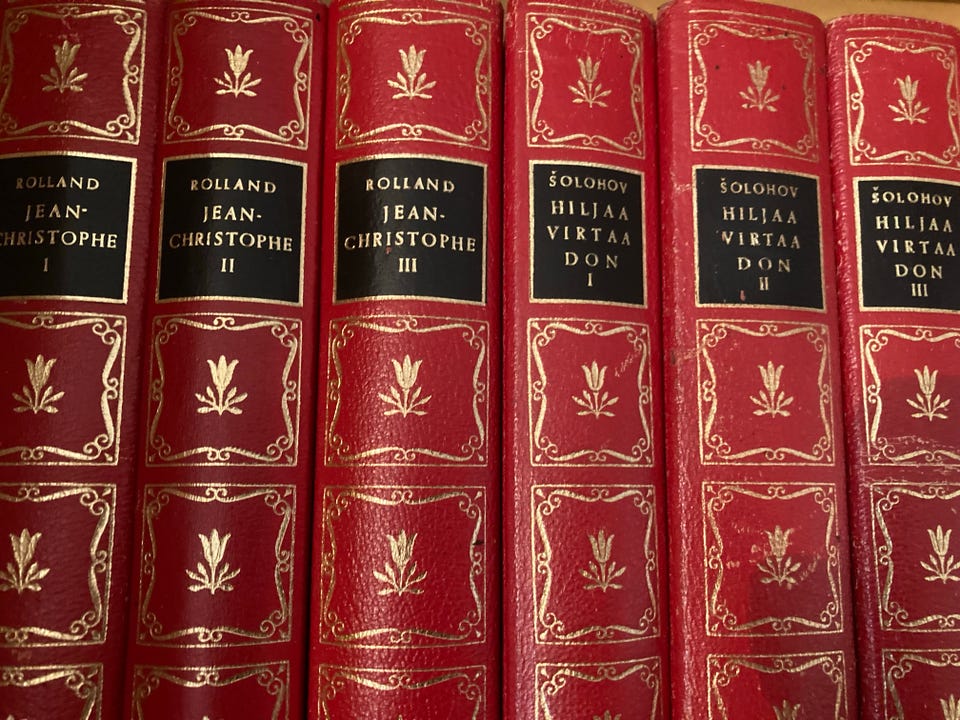 ROLLAND
JEAN-
CHRISTOPHE
I
ROLLAND
JEAN-
CHRISTOPHE
II
ROLLAND
JEAN-
CHRISTOPHE
III
ŠOLOHOV
HILJAA
VIRTAA
DON
I
ŠOLOHOV
HILJAA
VIRTAA
DON
II
ŠOLOHOV
HILJAA
VIRTAA
DON
III